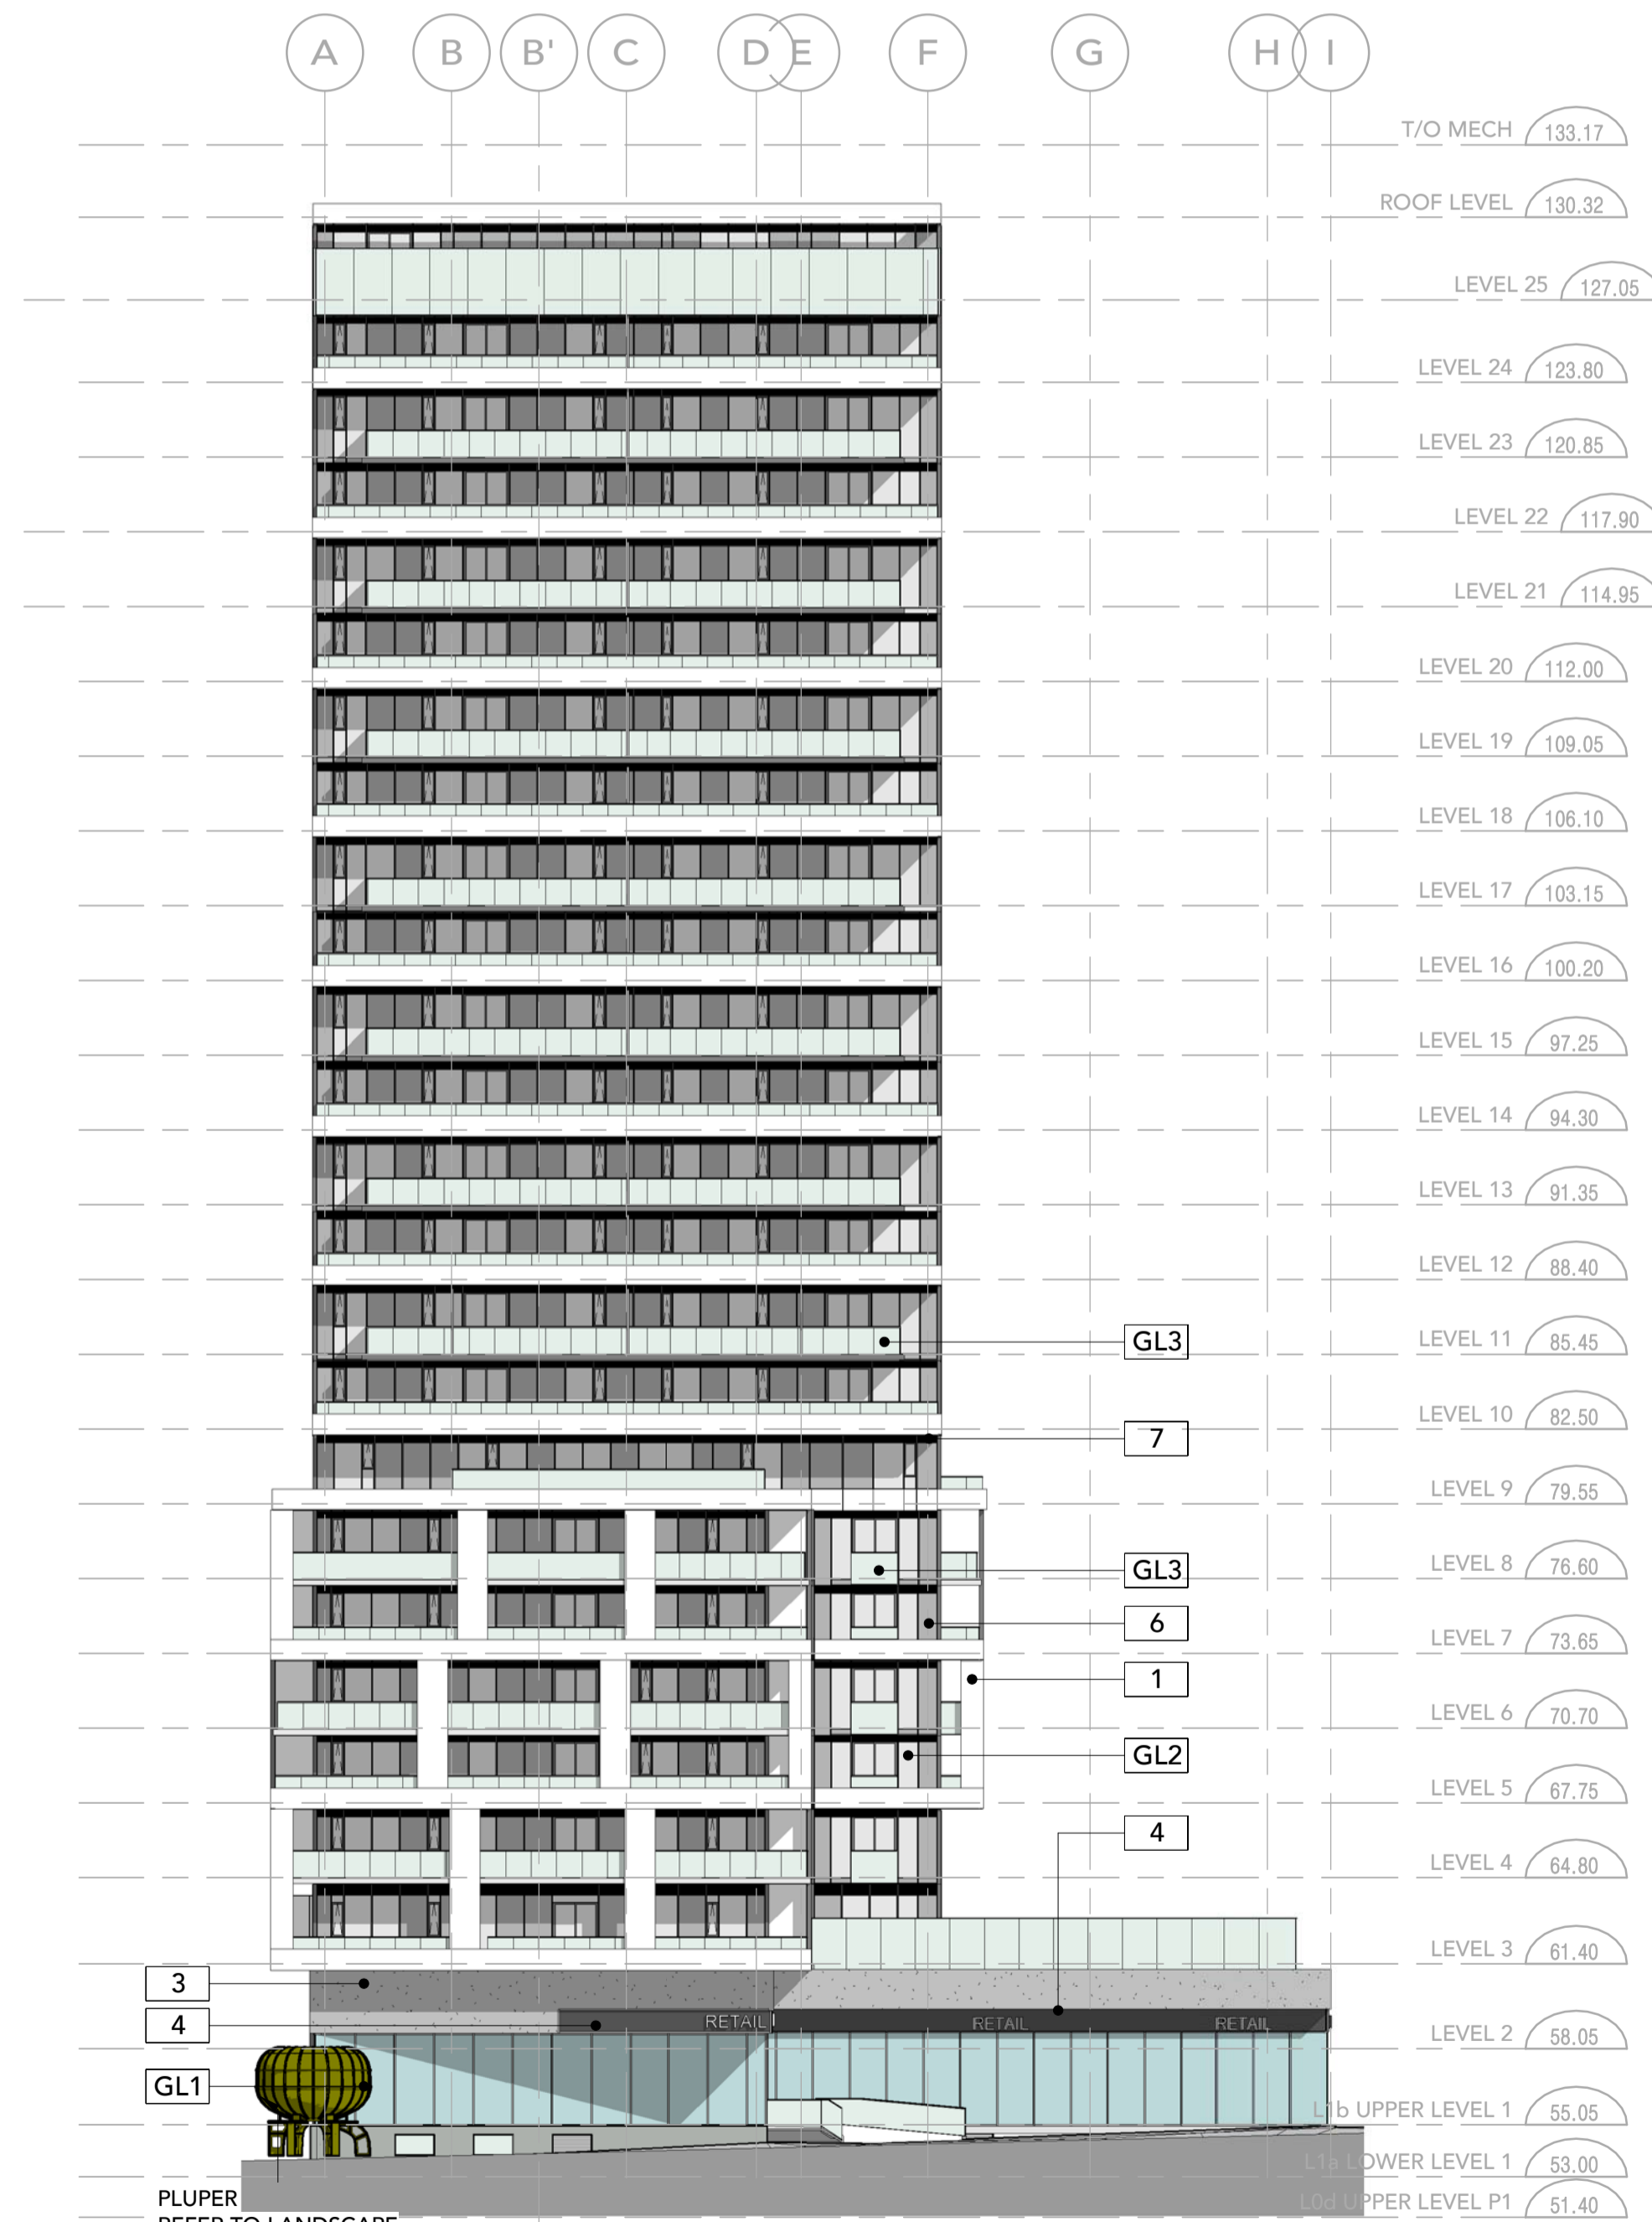 A B B' C D E F G H I
T/O MECH 133.17
ROOF LEVEL 130.32
LEVEL 25 127.05
LEVEL 24 123.80
LEVEL 23 120.85
LEVEL 22 117.90
LEVEL 21 114.95
LEVEL 20 112.00
LEVEL 19 109.05
LEVEL 18 106.10
LEVEL 17 103.15
LEVEL 16 100.20
LEVEL 15 97.25
LEVEL 14 94.30
LEVEL 13 91.35
LEVEL 12 88.40
GL3 LEVEL 11 85.45
7 LEVEL 10 82.50
LEVEL 9 79.55
GL3 LEVEL 8 76.60
6 LEVEL 7 73.65
1
LEVEL 6 70.70
GL2
LEVEL 5 67.75
4
LEVEL 4 64.80
LEVEL 3 61.40
3
4 RETAIL RETAIL RETAIL
LEVEL 2 58.05
GL1
L1b UPPER LEVEL 1 55.05
L1a LOWER LEVEL 1 53.00
PLUPER L0d UPPER LEVEL P1 51.40
REFER TO LANDSCAPE